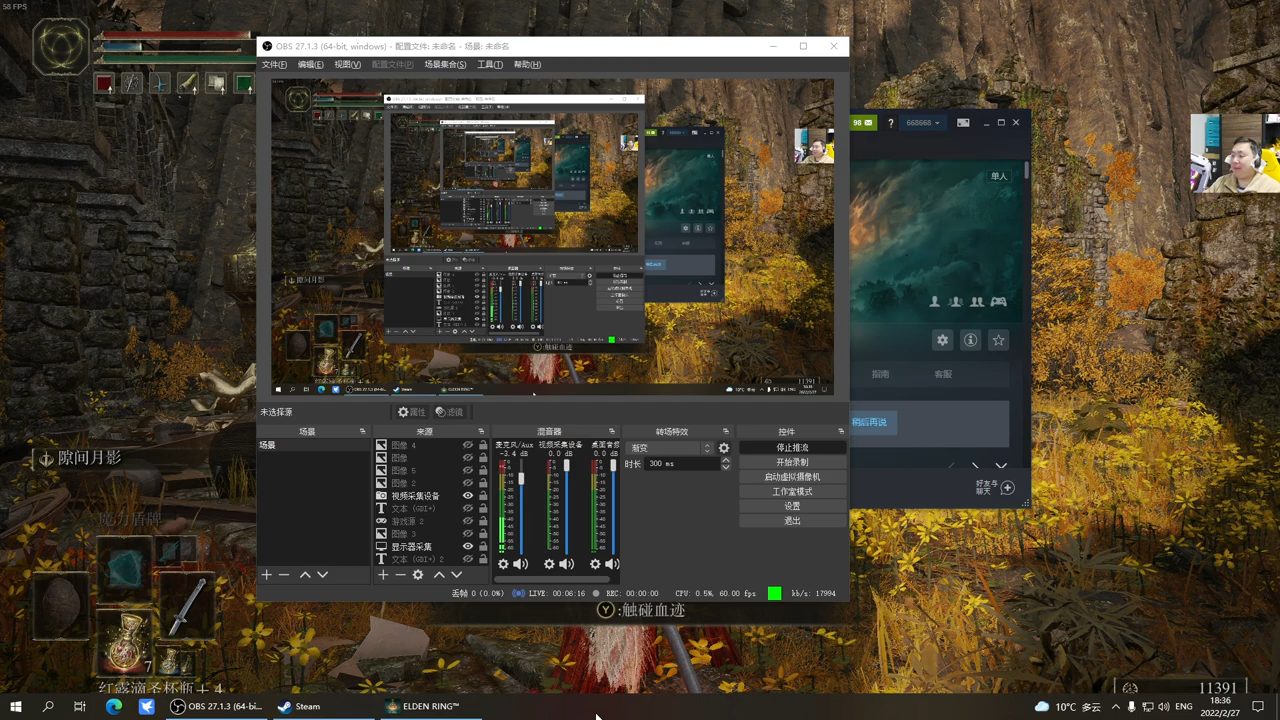 58 FPS
OBS 27.1.3 (64-bit, windows) - 配置文件: 未命名 - 场景: 未命名
文件(F) 编辑(E) 视图(V) 配置文件(P) 场景集合(S) 工具(T) 帮助(H)
98 ? 668668
单人
指南 客服
稍后再说
好友与
聊天
隙间月影
魔力盾牌
未选择源 属性 滤镜
场景 来源 混音器 转场特效 控件
场景
图像 4
图像
图像 5
图像 2
视频采集设备
文本 (GDI+)
游戏源 2
图像 3
显示器采集
文本 (GDI+) 2
麦克风/Aux 视频采集设备 桌面音频
-3.4 dB 0.0 dB 0.0 dB
渐变
时长 300 ms
停止推流
开始录制
启动虚拟摄像机
工作室模式
设置
退出
丢帧 0 (0.0%) LIVE: 00:06:16 REC: 00:00:00 CPU: 0.5%, 60.00 fps kb/s: 17994
Y:触碰血迹
7
红露滴圣杯瓶+4
11391
OBS 27.1.3 (64-bi... Steam ELDEN RING™
10°C 多云 ENG 18:36
2022/2/27